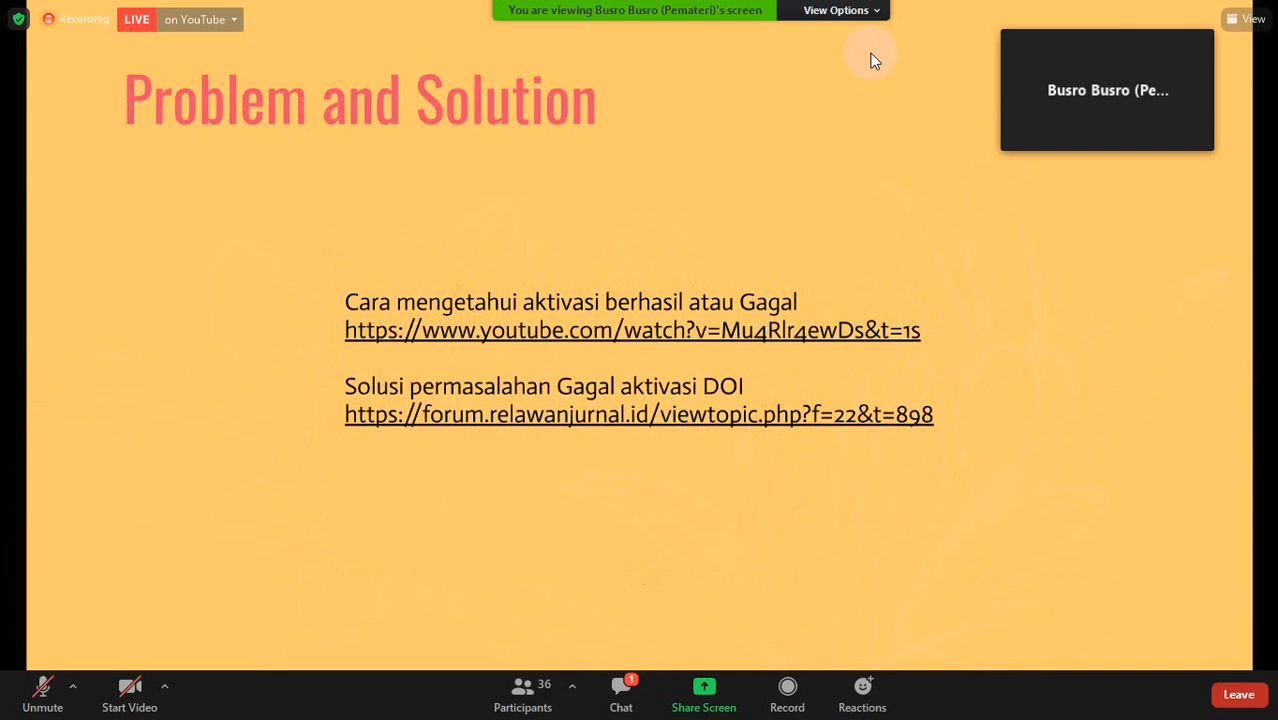 Recording
LIVE
on YouTube
You are viewing Busro Busro (Pemateri)'s screen
View Options
View
Problem and Solution
Busro Busro (Pe...
Cara mengetahui aktivasi berhasil atau Gagal
https://www.youtube.com/watch?v=Mu4Rlr4ewDs&t=1s
Solusi permasalahan Gagal aktivasi DOI
https://forum.relawanjurnal.id/viewtopic.php?f=22&t=898
Unmute
Start Video
36
Participants
1
Chat
Share Screen
Record
Reactions
Leave